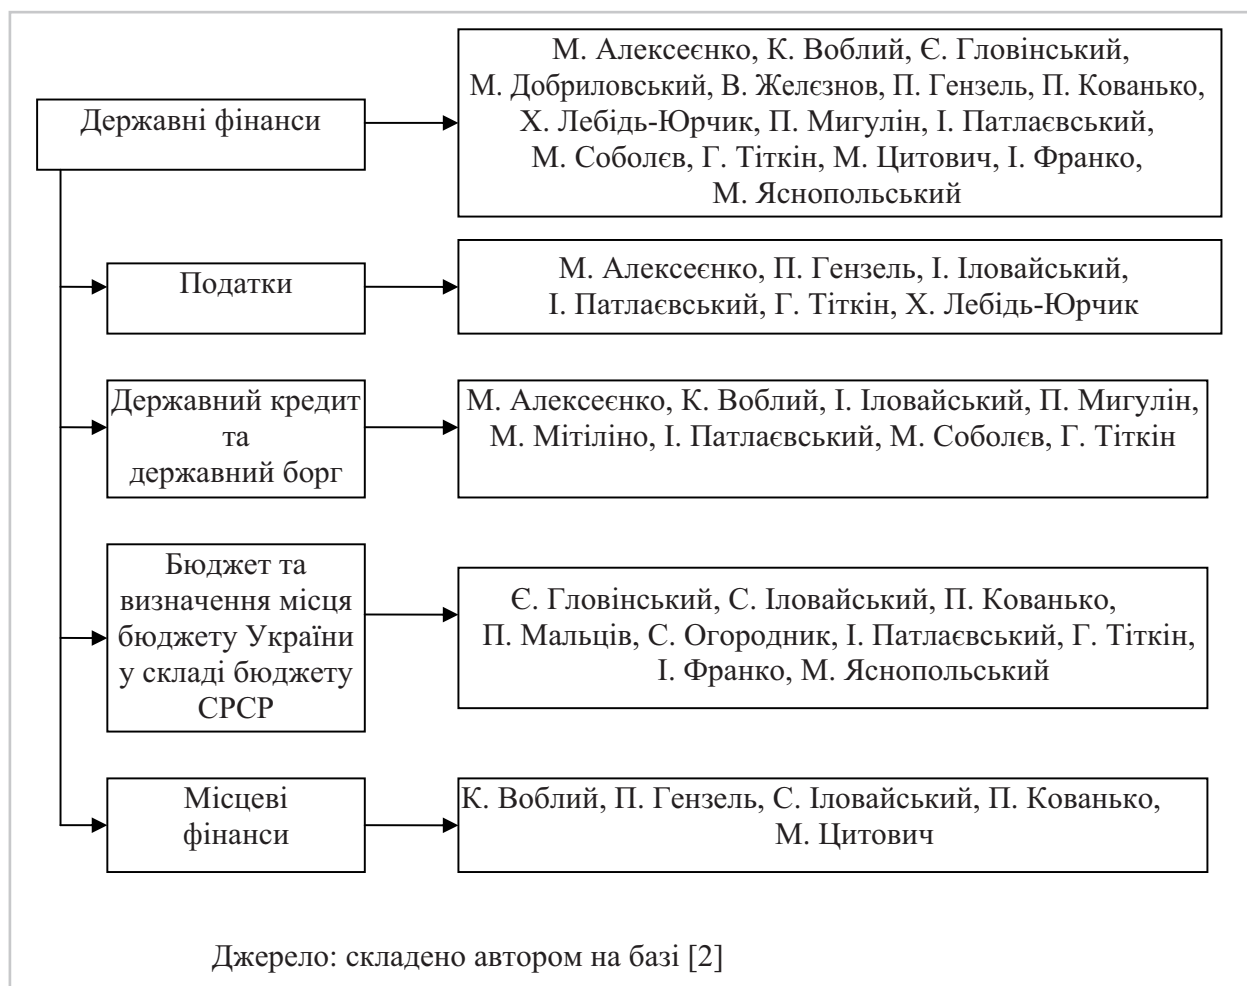 Державні фінанси
М. Алексеєнко, К. Воблий, Є. Гловінський,
М. Добриловський, В. Желєзнов, П. Гензель, П. Кованько,
Х. Лебідь-Юрчик, П. Мигулін, І. Патлаєвський,
М. Соболєв, Г. Тіткін, М. Цитович, І. Франко,
М. Яснопольський
Податки
М. Алексеєнко, П. Гензель, І. Іловайський,
І. Патлаєвський, Г. Тіткін, Х. Лебідь-Юрчик
Державний кредит
та
державний борг
М. Алексеєнко, К. Воблий, І. Іловайський, П. Мигулін,
М. Мітіліно, І. Патлаєвський, М. Соболєв, Г. Тіткін
Бюджет та
визначення місця
бюджету України
у складі бюджету
СРСР
Є. Гловінський, С. Іловайський, П. Кованько,
П. Мальців, С. Огородник, І. Патлаєвський, Г. Тіткін,
І. Франко, М. Яснопольський
Місцеві
фінанси
К. Воблий, П. Гензель, С. Іловайський, П. Кованько,
М. Цитович
Джерело: складено автором на базі [2]